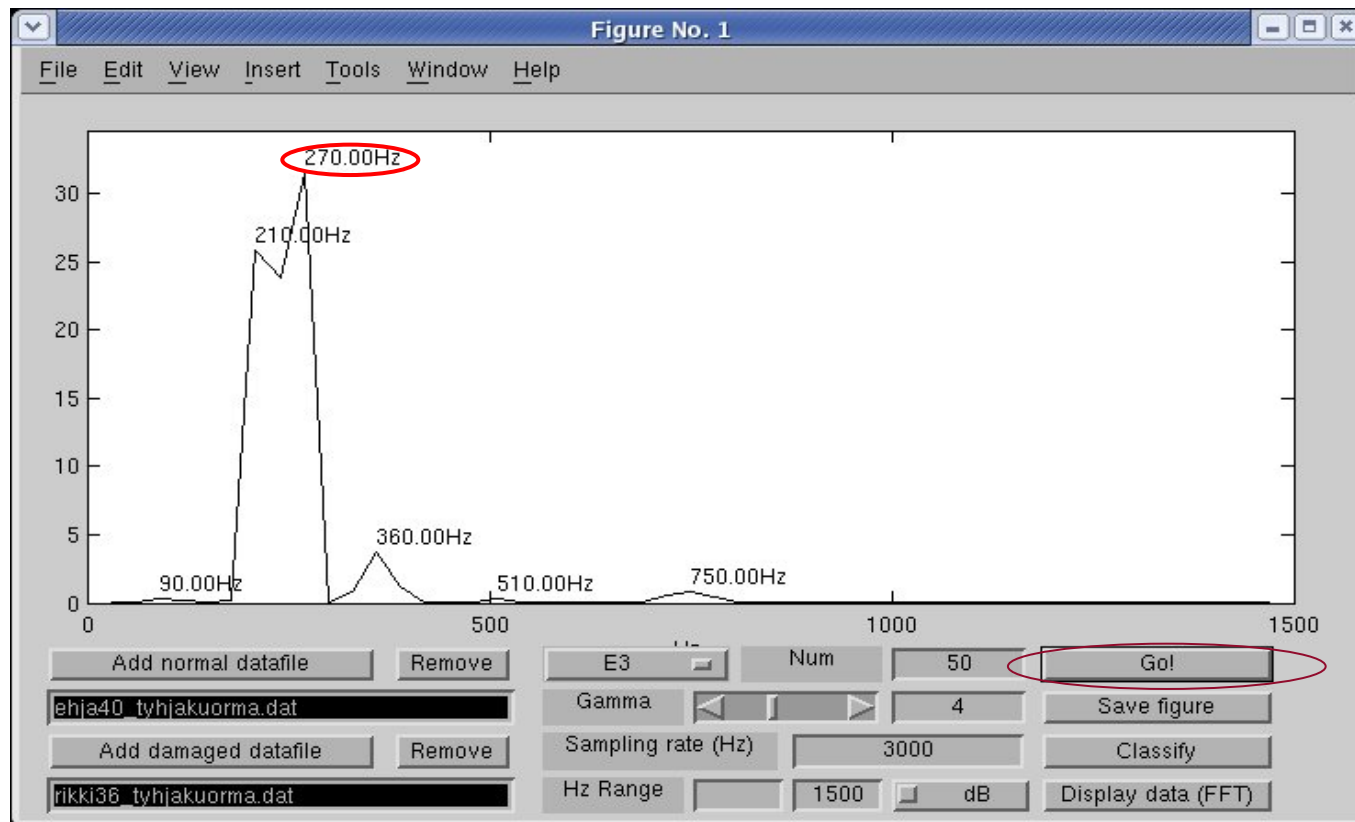 Figure No. 1
File Edit View Insert Tools Window Help
270.00Hz
30
210.00Hz
25
20
15
10
5
360.00Hz
90.00Hz
510.00Hz
750.00Hz
0
0 500 1000 1500
Add normal datafile Remove E3 Num 50 Go!
ehja40_tyhjakuorma.dat Gamma 4 Save figure
Add damaged datafile Remove Sampling rate (Hz) 3000 Classify
rikki36_tyhjakuorma.dat Hz Range 1500 dB Display data (FFT)